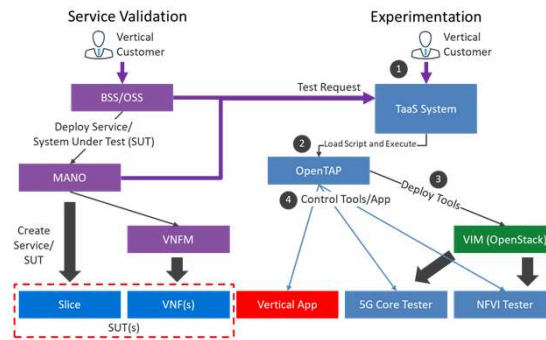 Service Validation
Experimentation
Vertical
Customer
Vertical
Customer
1
BSS/OSS
Test Request
TaaS System
Deploy Service/
System Under Test (SUT)
2
Load Script and Execute
MANO
OpenTAP
3
Deploy Tools
4
Control Tools/App
Create
Service/
SUT
VNFM
VIM (OpenStack)
Slice
VNF(s)
Vertical App
5G Core Tester
NFVI Tester
SUT(s)